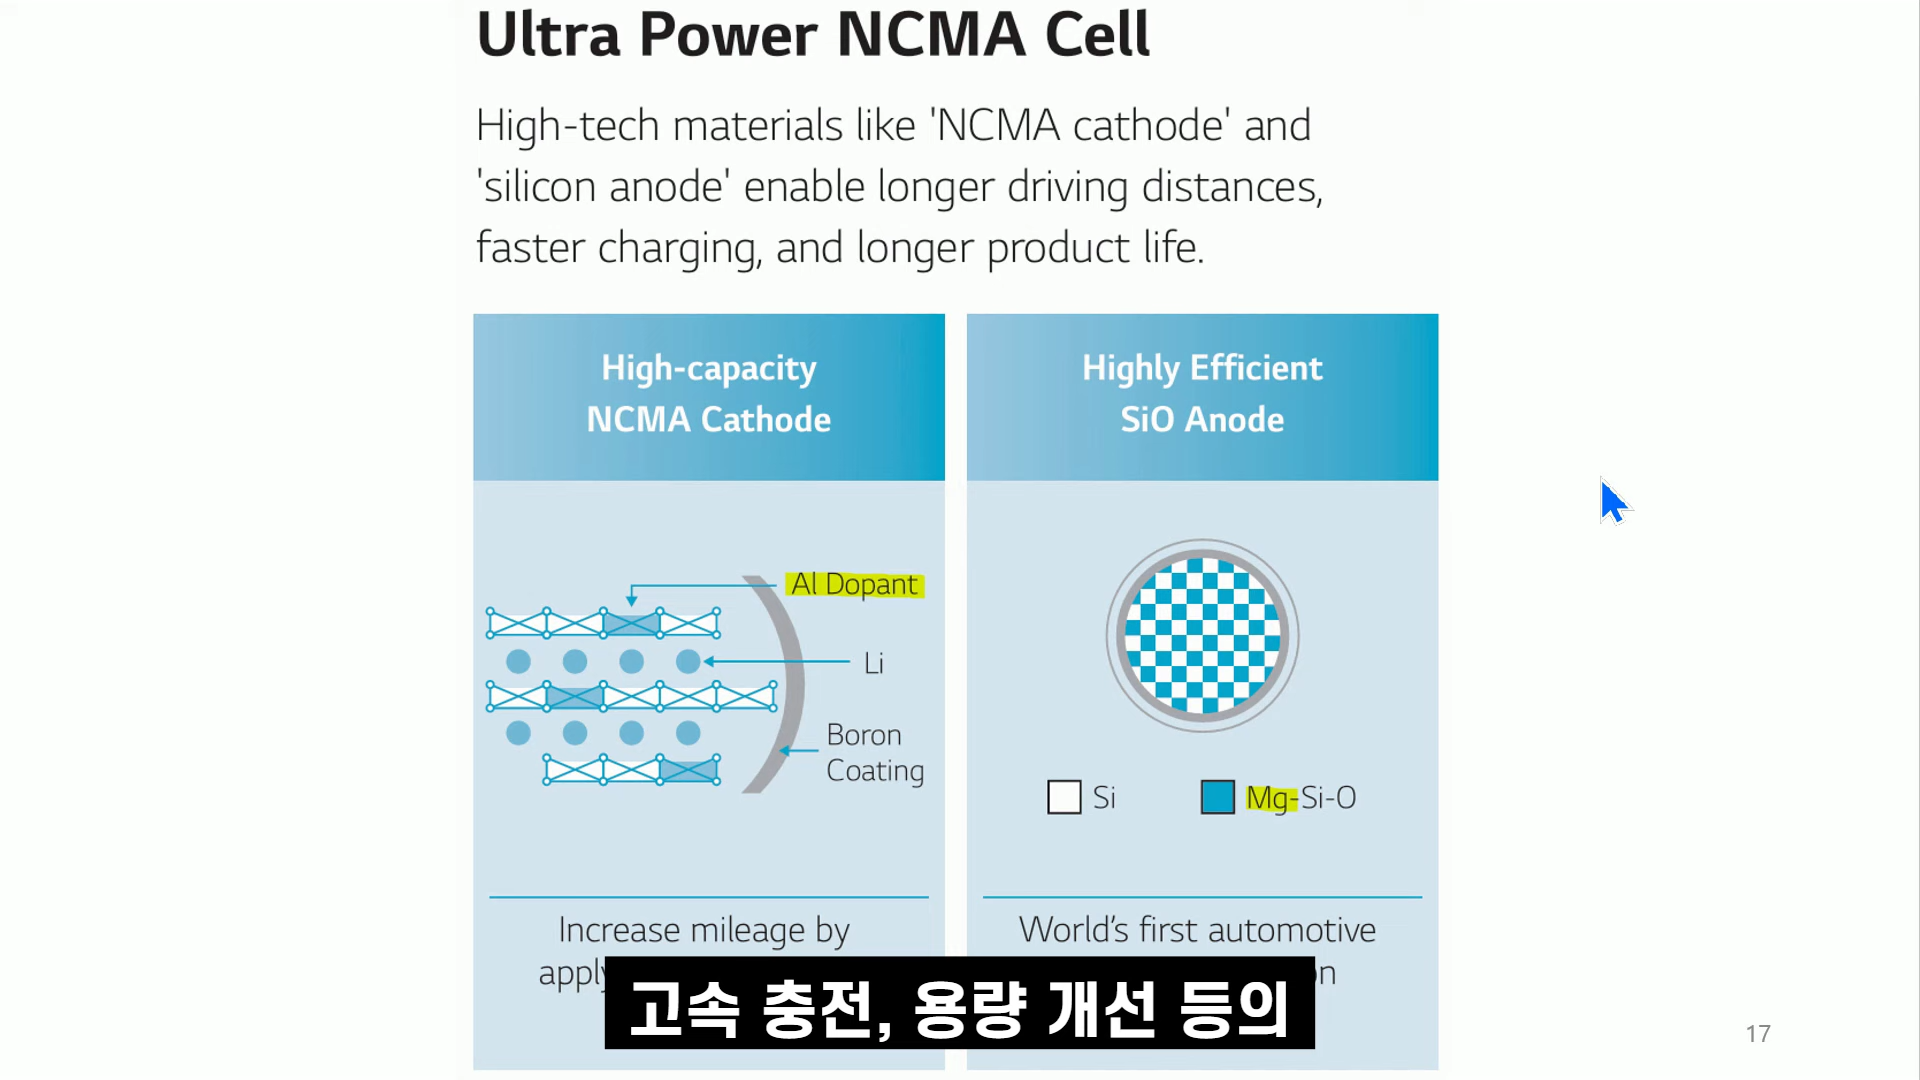 Ultra Power NCMA Cell
High-tech materials like 'NCMA cathode' and
'silicon anode' enable longer driving distances,
faster charging, and longer product life.
High-capacity
NCMA Cathode
Al Dopant
Li
Boron
Coating
Increase mileage by
Highly Efficient
SiO Anode
Si
Mg-Si-O
World's first automotive
고속 충전, 용량 개선 등의
17